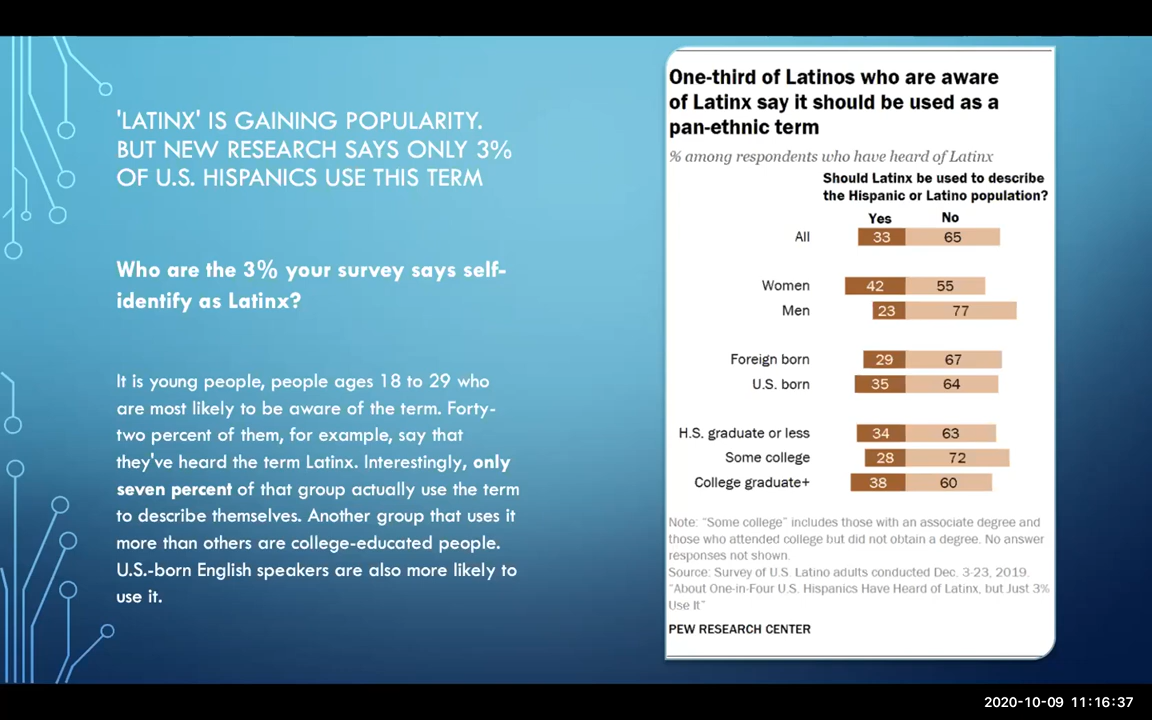 'LATINX' IS GAINING POPULARITY.
BUT NEW RESEARCH SAYS ONLY 3%
OF U.S. HISPANICS USE THIS TERM
Who are the 3% your survey says self-
identify as Latinx?
It is young people, people ages 18 to 29 who
are most likely to be aware of the term. Forty-
two percent of them, for example, say that
they've heard the term Latinx. Interestingly, only
seven percent of that group actually use the term
to describe themselves. Another group that uses it
more than others are college-educated people.
U.S.-born English speakers are also more likely to
use it.
One-third of Latinos who are aware
of Latinx say it should be used as a
pan-ethnic term
% among respondents who have heard of Latinx
Should Latinx be used to describe
the Hispanic or Latino population?
Yes No
All 33 65
Women 42 55
Men 23 77
Foreign born 29 67
U.S. born 35 64
H.S. graduate or less 34 63
Some college 28 72
College graduate+ 38 60
Note: "Some college" includes those with an associate degree and
those who attended college but did not obtain a degree. No answer
responses not shown.
Source: Survey of U.S. Latino adults conducted Dec. 3-23, 2019.
"About One-in-Four U.S. Hispanics Have Heard of Latinx, but Just 3%
Use It"
PEW RESEARCH CENTER
2020-10-09 11:16:37